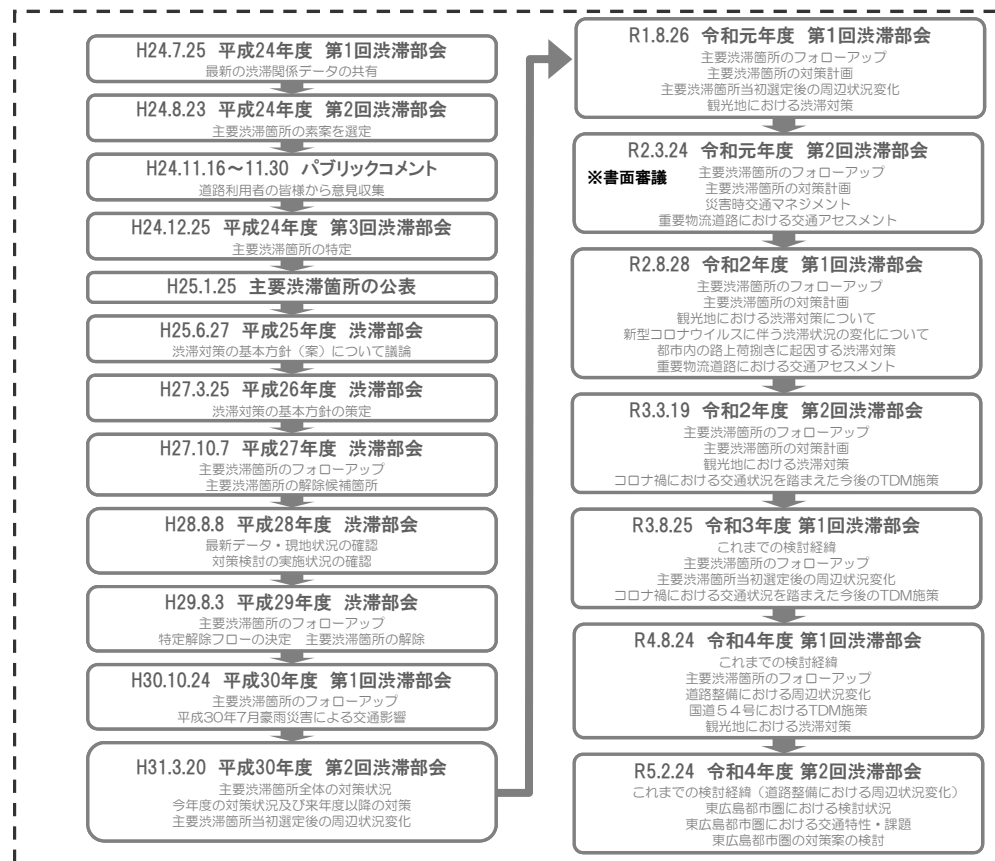 H24.7.25 平成24年度 第1回渋滞部会
最新の渋滞関係データの共有
H24.8.23 平成24年度 第2回渋滞部会
主要渋滞箇所の素案を選定
H24.11.16～11.30 パブリックコメント
道路利用者の皆様から意見収集
H24.12.25 平成24年度 第3回渋滞部会
主要渋滞箇所の特定
H25.1.25 主要渋滞箇所の公表
H25.6.27 平成25年度 渋滞部会
渋滞対策の基本方針（案）について議論
H27.3.25 平成26年度 渋滞部会
渋滞対策の基本方針の策定
H27.10.7 平成27年度 渋滞部会
主要渋滞箇所のフォローアップ
主要渋滞箇所の解除候補箇所
H28.8.8 平成28年度 渋滞部会
最新データ・現地状況の確認
対策検討の実施状況の確認
H29.8.3 平成29年度 渋滞部会
主要渋滞箇所のフォローアップ
特定解除フローの決定 主要渋滞箇所の解除
H30.10.24 平成30年度 第1回渋滞部会
主要渋滞箇所のフォローアップ
平成30年7月豪雨災害による交通影響
H31.3.20 平成30年度 第2回渋滞部会
主要渋滞箇所全体の対策状況
今年度の対策状況及び来年度以降の対策
主要渋滞箇所当初選定後の周辺状況変化
R1.8.26 令和元年度 第1回渋滞部会
主要渋滞箇所のフォローアップ
主要渋滞箇所の対策計画
主要渋滞箇所当初選定後の周辺状況変化
観光地における渋滞対策
R2.3.24 令和元年度 第2回渋滞部会
※書面審議
主要渋滞箇所のフォローアップ
主要渋滞箇所の対策計画
災害時交通マネジメント
重要物流道路における交通アセスメント
R2.8.28 令和2年度 第1回渋滞部会
主要渋滞箇所のフォローアップ
主要渋滞箇所の対策計画
観光地における渋滞対策について
新型コロナウイルスに伴う渋滞状況の変化について
都市内の路上荷捌きに起因する渋滞対策
重要物流道路における交通アセスメント
R3.3.19 令和2年度 第2回渋滞部会
主要渋滞箇所のフォローアップ
主要渋滞箇所の対策計画
観光地における渋滞対策
コロナ禍における交通状況を踏まえた今後のTDM施策
R3.8.25 令和3年度 第1回渋滞部会
これまでの検討経緯
主要渋滞箇所のフォローアップ
主要渋滞箇所当初選定後の周辺状況変化
コロナ禍における交通状況を踏まえた今後のTDM施策
R4.8.24 令和4年度 第1回渋滞部会
これまでの検討経緯
主要渋滞箇所のフォローアップ
道路整備における周辺状況変化
国道５４号におけるTDM施策
観光地における渋滞対策
R5.2.24 令和4年度 第2回渋滞部会
これまでの検討経緯（道路整備における周辺状況変化）
東広島都市圏における検討状況
東広島都市圏における交通特性・課題
東広島都市圏の対策案の検討